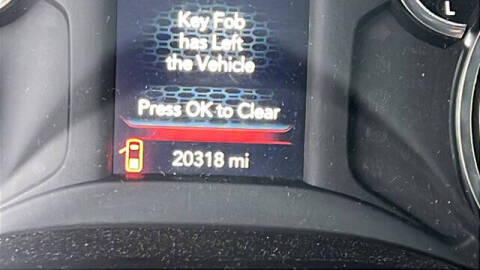 L
Key Fob
has Left
the Vehicle
Press OK to Clear
20318 mi